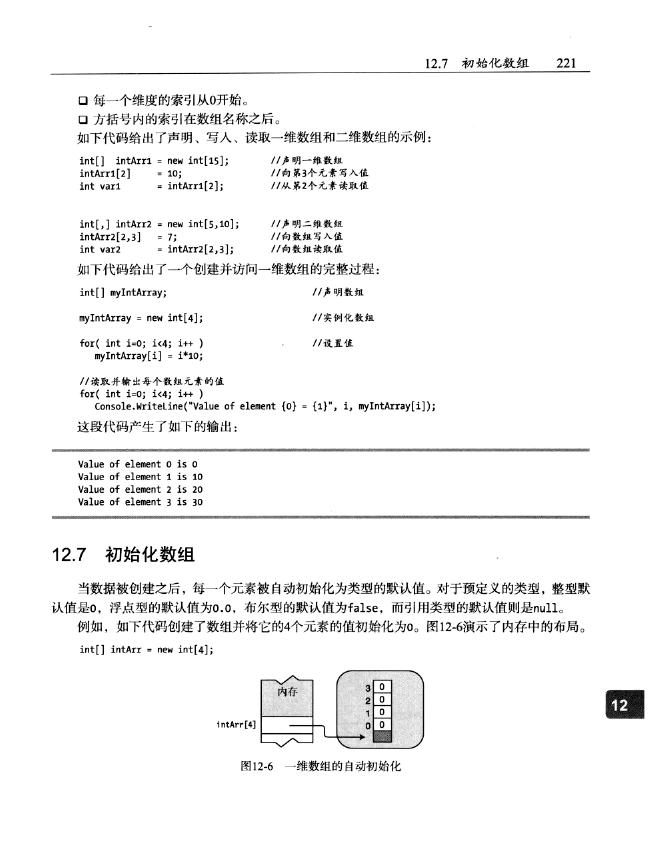 12.7 初始化数组 221
❑ 每一个维度的索引从0开始。
❑ 方括号内的索引在数组名称之后。
如下代码给出了声明、写入、读取一维数组和二维数组的示例：
int[] intArr1 = new int[15]; //声明一维数组
intArr1[2] = 10; //向第3个元素写入值
int var1 = intArr1[2]; //从第2个元素读取值
int[,] intArr2 = new int[5,10]; //声明二维数组
intArr2[2,3] = 7; //向数组写入值
int var2 = intArr2[2,3]; //向数组读取值
如下代码给出了一个创建并访问一维数组的完整过程：
int[] myIntArray; //声明数组
myIntArray = new int[4]; //实例化数组
for( int i=0; i<4; i++ ) //设置值
myIntArray[i] = i*10;
//读取并输出每个数组元素的值
for( int i=0; i<4; i++ )
Console.WriteLine("Value of element {0} = {1}", i, myIntArray[i]);
这段代码产生了如下的输出：
Value of element 0 is 0
Value of element 1 is 10
Value of element 2 is 20
Value of element 3 is 30
12.7 初始化数组
当数据被创建之后，每一个元素被自动初始化为类型的默认值。对于预定义的类型，整型默
认值是0，浮点型的默认值为0.0，布尔型的默认值为false，而引用类型的默认值则是null。
例如，如下代码创建了数组并将它的4个元素的值初始化为0。图12-6演示了内存中的布局。
int[] intArr = new int[4];
内存
3 0
2 0
1 0
0 0
intArr[4]
12
图12-6 一维数组的自动初始化